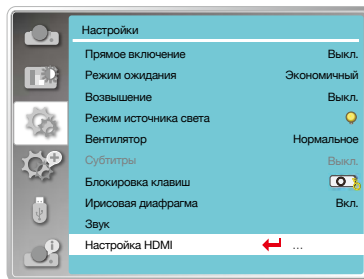 Настройки
Прямое включение Выкл.
Режим ожидания Экономичный
Возвышение Выкл.
Режим источника света
Вентилятор Нормальное
Субтитры Выкл.
Блокировка клавиш
Ирисовая диафрагма Вкл.
Звук
Настройка HDMI ...